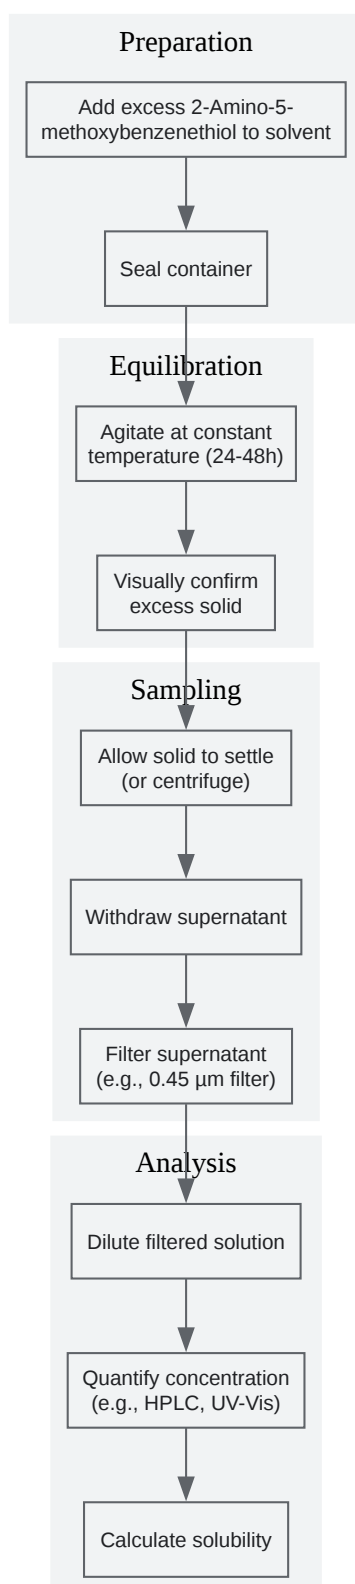 Preparation
Add excess 2-Amino-5-
methoxybenzenethiol to solvent
Seal container
Equilibration
Agitate at constant
temperature (24-48h)
Visually confirm
excess solid
Sampling
Allow solid to settle
(or centrifuge)
Withdraw supernatant
Filter supernatant
(e.g., 0.45 µm filter)
Analysis
Dilute filtered solution
Quantify concentration
(e.g., HPLC, UV-Vis)
Calculate solubility